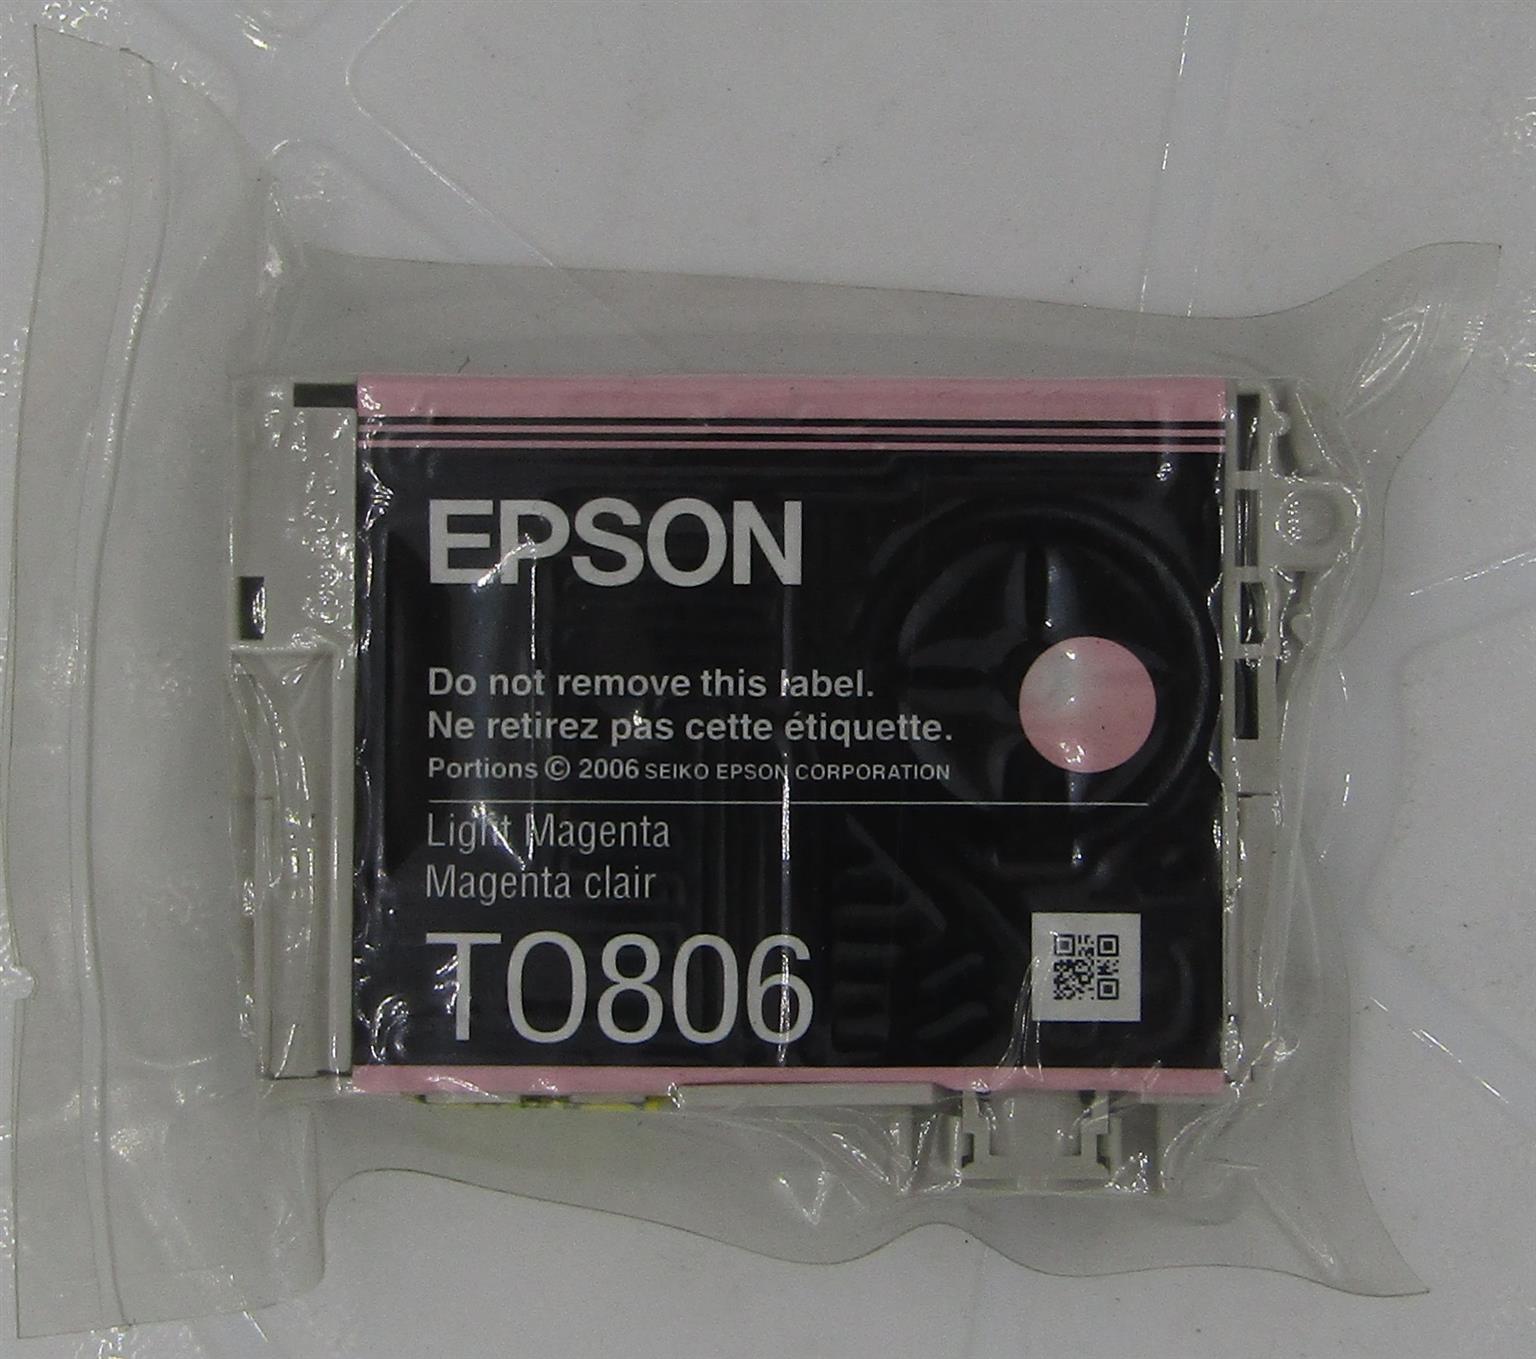 EPSON
Do not remove this label.
Ne retirez pas cette étiquette.
Portions © 2006 SEIKO EPSON CORPORATION
Light Magenta
Magenta clair
TO806